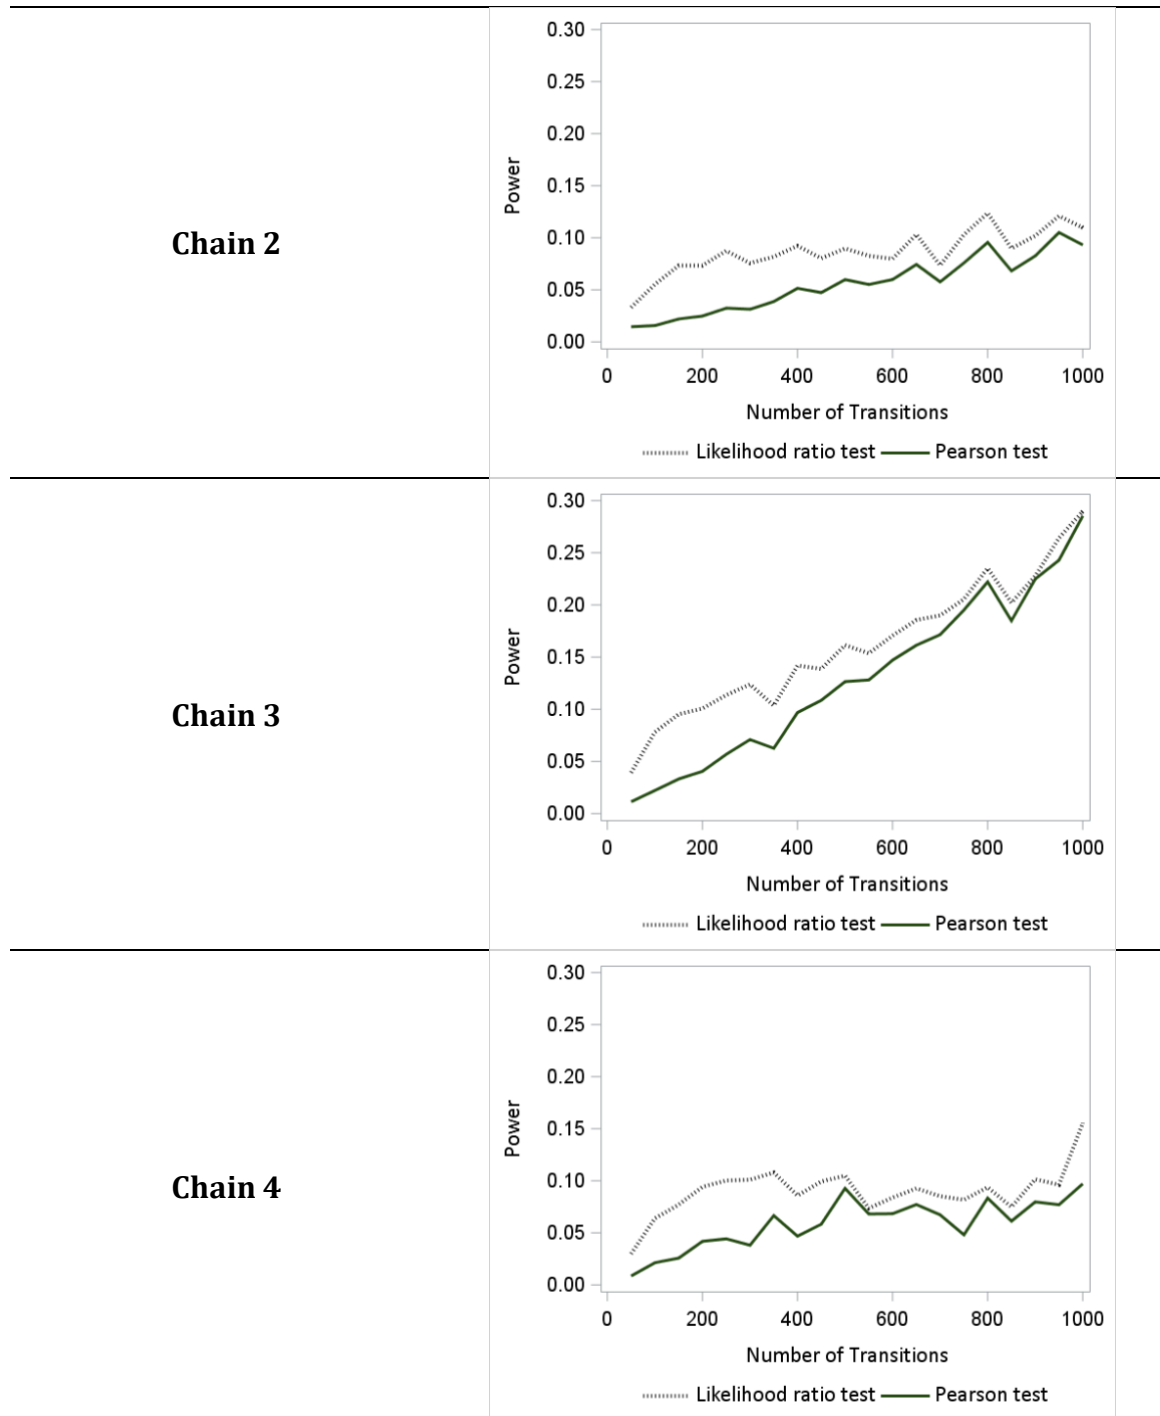 Chain 2
0.30
0.25
0.20
0.15
0.10
0.05
0.00
Power
0 200 400 600 800 1000
Number of Transitions
Likelihood ratio test Pearson test
Chain 3
0.30
0.25
0.20
0.15
0.10
0.05
0.00
Power
0 200 400 600 800 1000
Number of Transitions
Likelihood ratio test Pearson test
Chain 4
0.30
0.25
0.20
0.15
0.10
0.05
0.00
Power
0 200 400 600 800 1000
Number of Transitions
Likelihood ratio test Pearson test